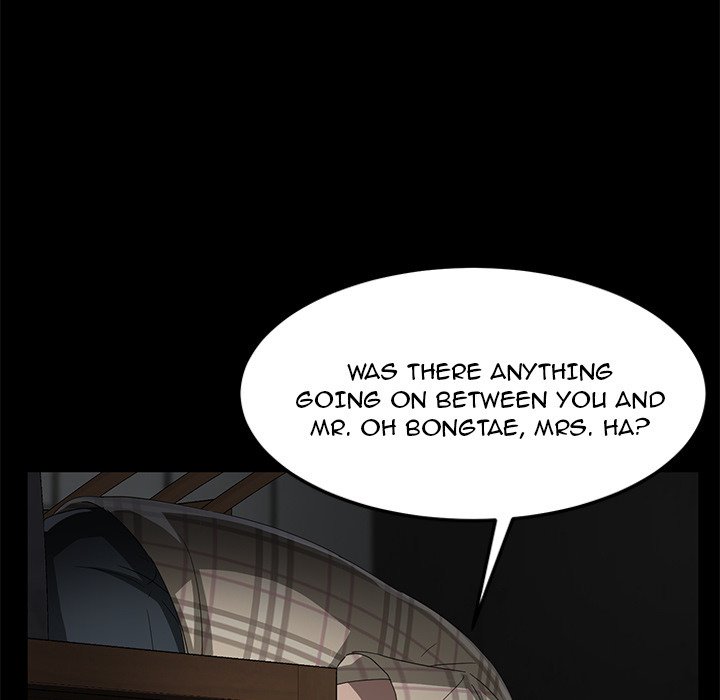 WAS THERE ANYTHING
GOING ON BETWEEN YOU AND
MR. OH BONGTAE, MRS. HA?